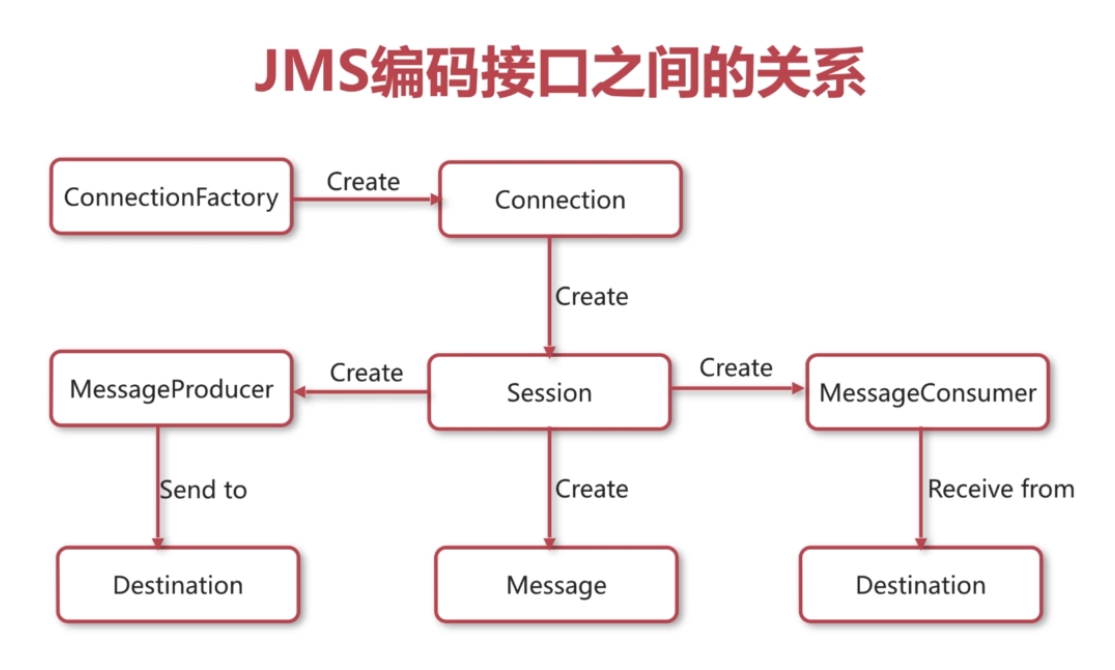 JMS编码接口之间的关系
ConnectionFactory
Create
Connection
Create
MessageProducer
Create
Session
Create
MessageConsumer
Send to
Create
Receive from
Destination
Message
Destination